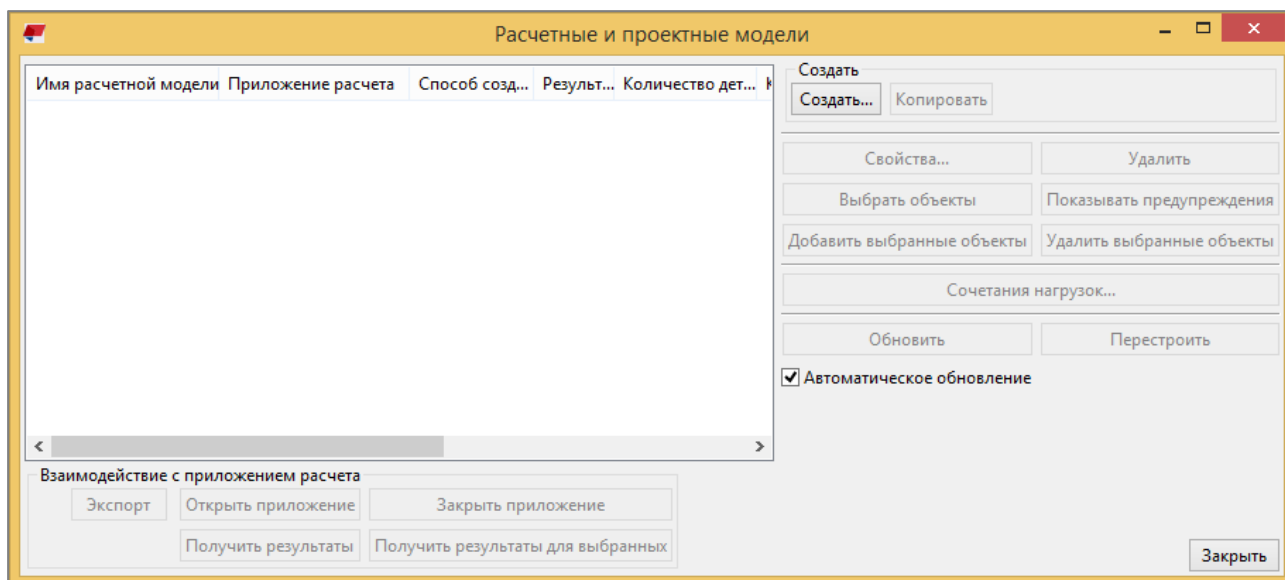 Расчетные и проектные модели
Имя расчетной модели Приложение расчета Способ созд... Результ... Количество дет... К
Создать
Создать... Копировать
Свойства... Удалить
Выбрать объекты Показывать предупреждения
Добавить выбранные объекты Удалить выбранные объекты
Сочетания нагрузок...
Обновить Перестроить
Автоматическое обновление
Взаимодействие с приложением расчета
Экспорт Открыть приложение Закрыть приложение
Получить результаты Получить результаты для выбранных
Закрыть